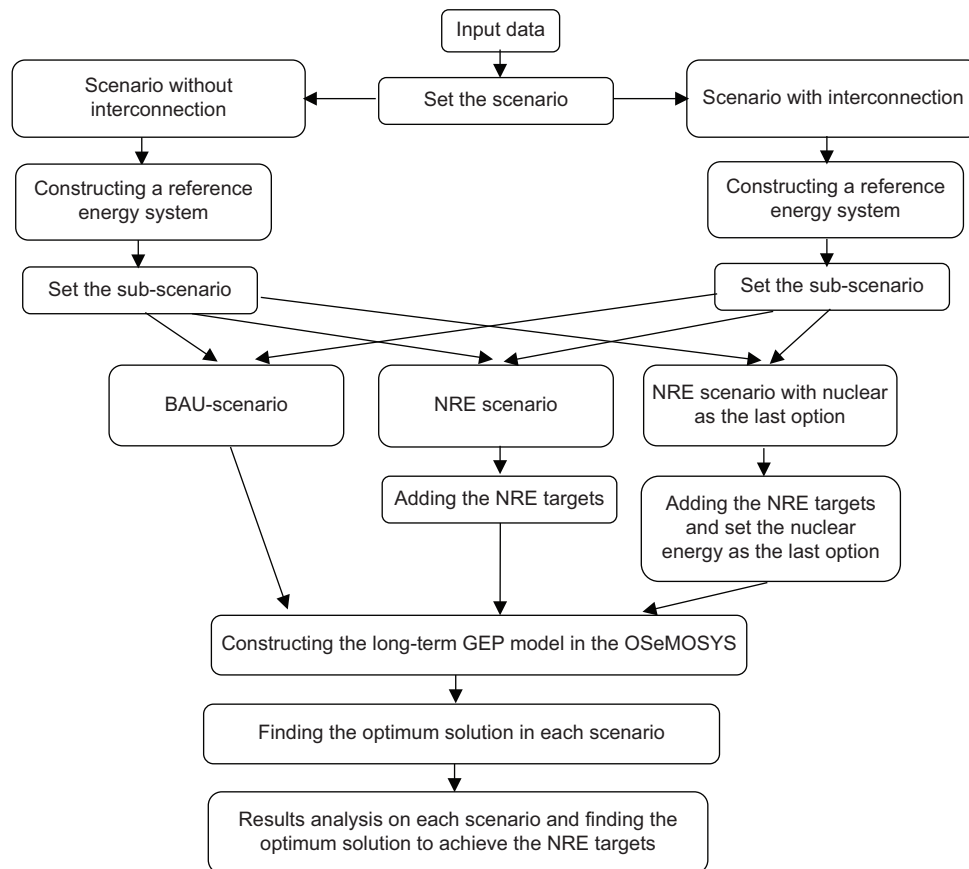 Input data
Scenario without
interconnection
Set the scenario
Scenario with interconnection
Constructing a reference
energy system
Constructing a reference
energy system
Set the sub-scenario
Set the sub-scenario
BAU-scenario
NRE scenario
NRE scenario with nuclear
as the last option
Adding the NRE targets
Adding the NRE targets
and set the nuclear
energy as the last option
Constructing the long-term GEP model in the OSeMOSYS
Finding the optimum solution in each scenario
Results analysis on each scenario and finding the
optimum solution to achieve the NRE targets